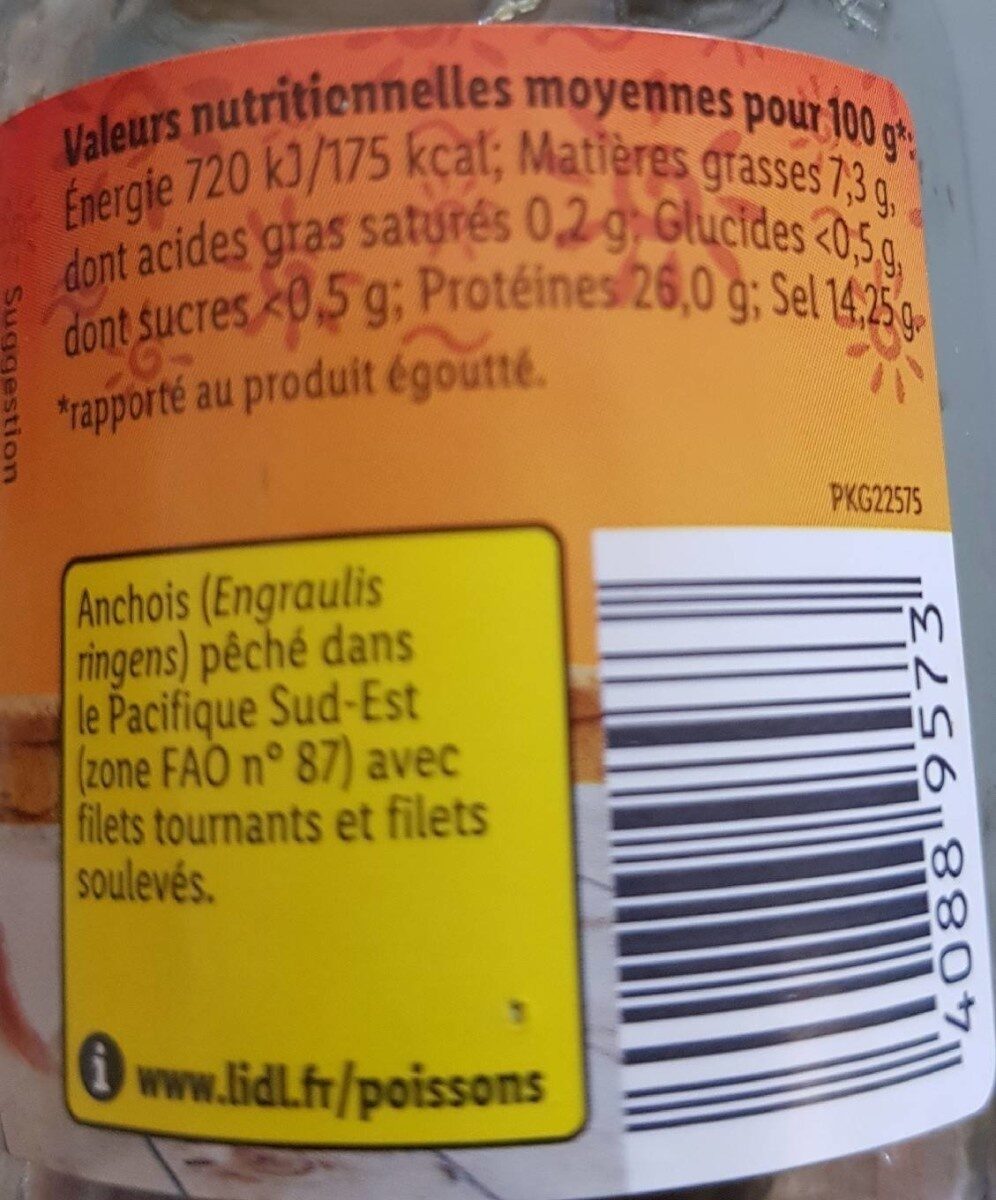 Valeurs nutritionnelles moyennes pour 100 g*:
Énergie 720 kJ/175 kcal; Matières grasses 7,3 g,
dont acides gras saturés 0,2 g; Glucides <0,5 g,
dont sucres <0,5 g; Protéines 26,0 g; Sel 14,25 g.
*rapporté au produit égoutté.
Suggestion
PKG22575
Anchois (Engraulis
ringens) pêché dans
le Pacifique Sud-Est
(zone FAO n° 87) avec
filets tournants et filets
soulevés.
i www.lidl.fr/poissons
4088 9573